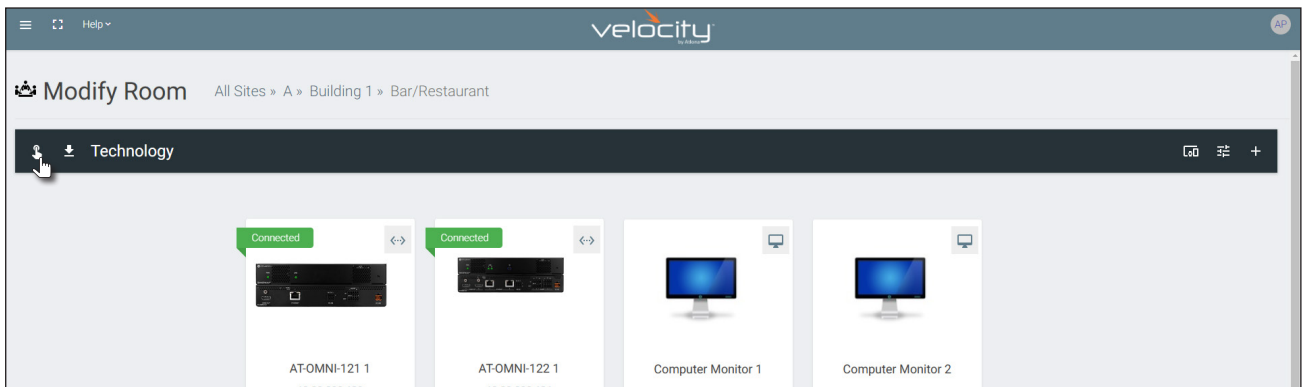 Help
velocity
by Atlona
AP
Modify Room All Sites » A » Building 1 » Bar/Restaurant
Technology
Connected Connected
AT-OMNI-121 1 AT-OMNI-122 1 Computer Monitor 1 Computer Monitor 2